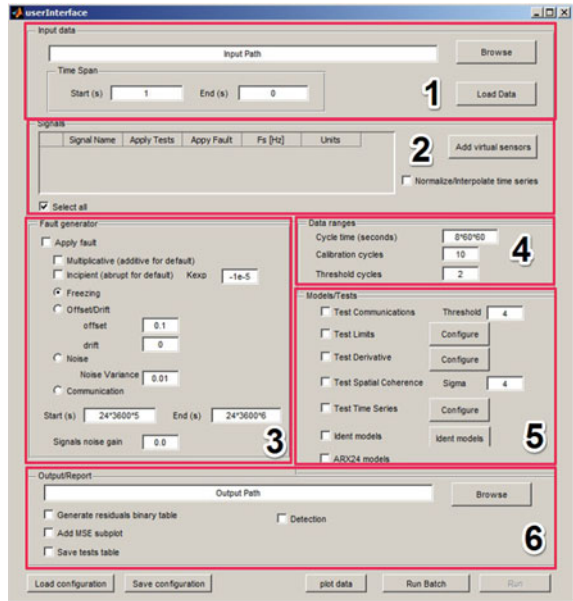 userInterface
Input data
Input Path
Browse
Time Span
Start (s) 1 End (s) 0
1
Load Data
Signals
Signal Name Apply Tests Appy Fault Fs [Hz] Units
2
Add virtual sensors
Normalize/Interpolate time series
Select all
Fault generator
Apply fault
Multiplicative (additive for default)
Incipient (abrupt for default) Kexp -1e-5
Freezing
Offset/Drift
offset 0.1
drift 0
Noise
Noise Variance 0.01
Communication
Start (s) 24*3600*5 End (s) 24*3600*6
Signals noise gain 0.0
3
Data ranges
Cycle time (seconds) 8*60*60
Calibration cycles 10
Threshold cycles 2
4
Models/Tests
Test Communications Threshold 4
Test Limits Configure
Test Derivative Configure
Test Spatial Coherence Sigma 4
Test Time Series Configure
Ident models Ident models
ARX24 models
5
Output/Report
Output Path
Browse
Generate residuals binary table
Detection
Add MSE subplot
Save tests table
6
Load configuration Save configuration plot data Run Batch Run